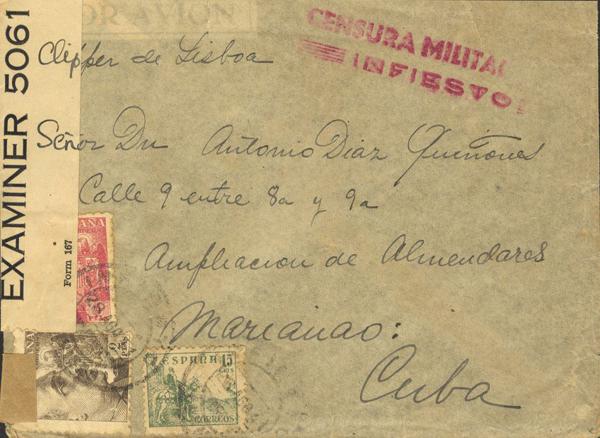 POR AVION
Clipper de Lisboa
CENSURA MILITAR
INFIESTO
EXAMINER 5061
Form 167
Señor Dn Antonio Diaz Quiñones
Calle 9 entre 8a y 9a
Ampliacion de Almendares
Marianao:
Cuba
ESPAÑA 15
CTS
CORREOS